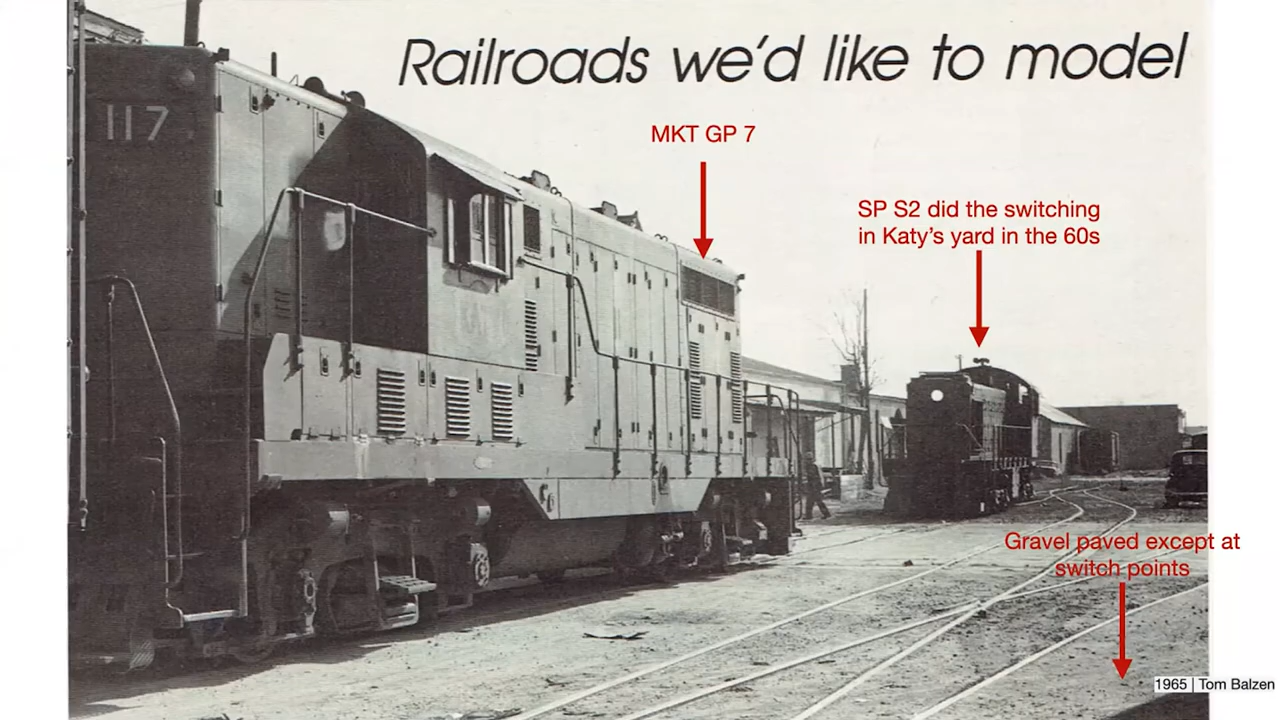 Railroads we'd like to model
117
MKT GP 7
SP S2 did the switching
in Katy's yard in the 60s
Gravel paved except at
switch points
1965 | Tom Balzen